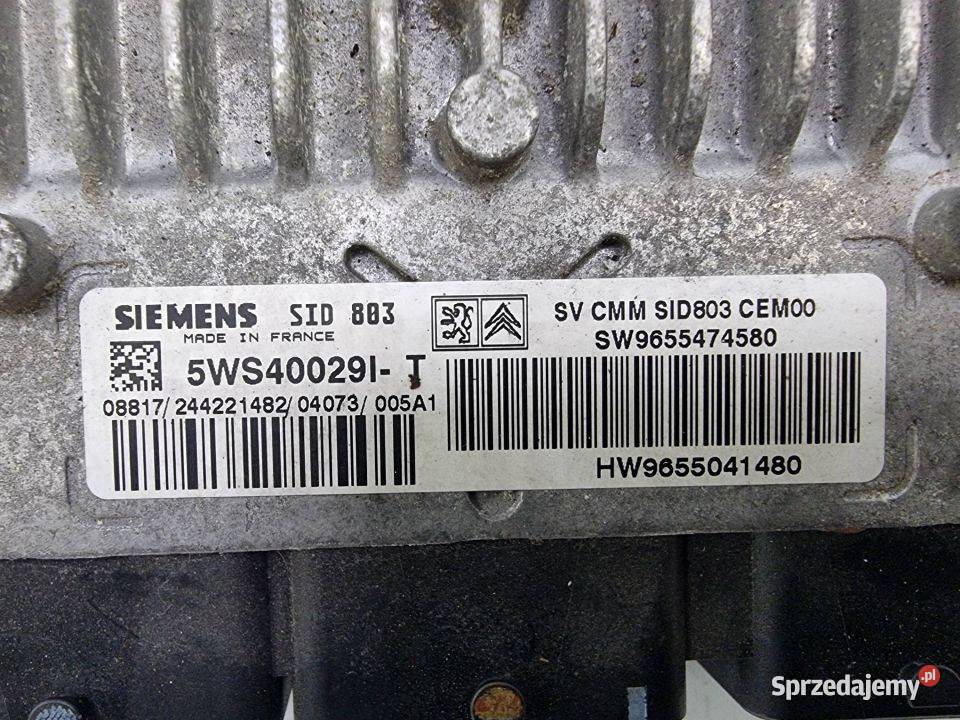 SIEMENS SID 803
MADE IN FRANCE
5WS40029I- T
08817/ 244221482/ 04073/ 005A1
SV CMM SID803 CEM00
SW9655474580
HW9655041480
Sprzedajemy.pl